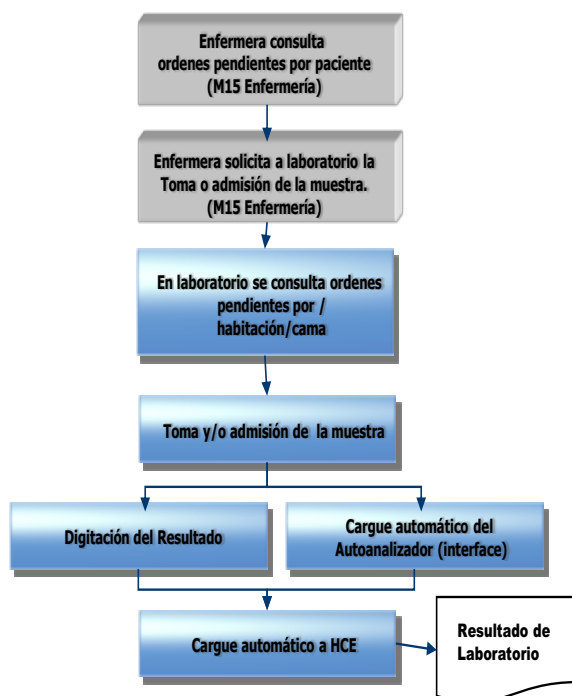 Enfermera consulta
ordenes pendientes por paciente
(M15 Enfermería)
Enfermera solicita a laboratorio la
Toma o admisión de la muestra.
(M15 Enfermería)
En laboratorio se consulta ordenes
pendientes por /
habitación/cama
Toma y/o admisión de la muestra
Digitación del Resultado
Cargue automático del
Autoanalizador (interface)
Cargue automático a HCE
Resultado de
Laboratorio